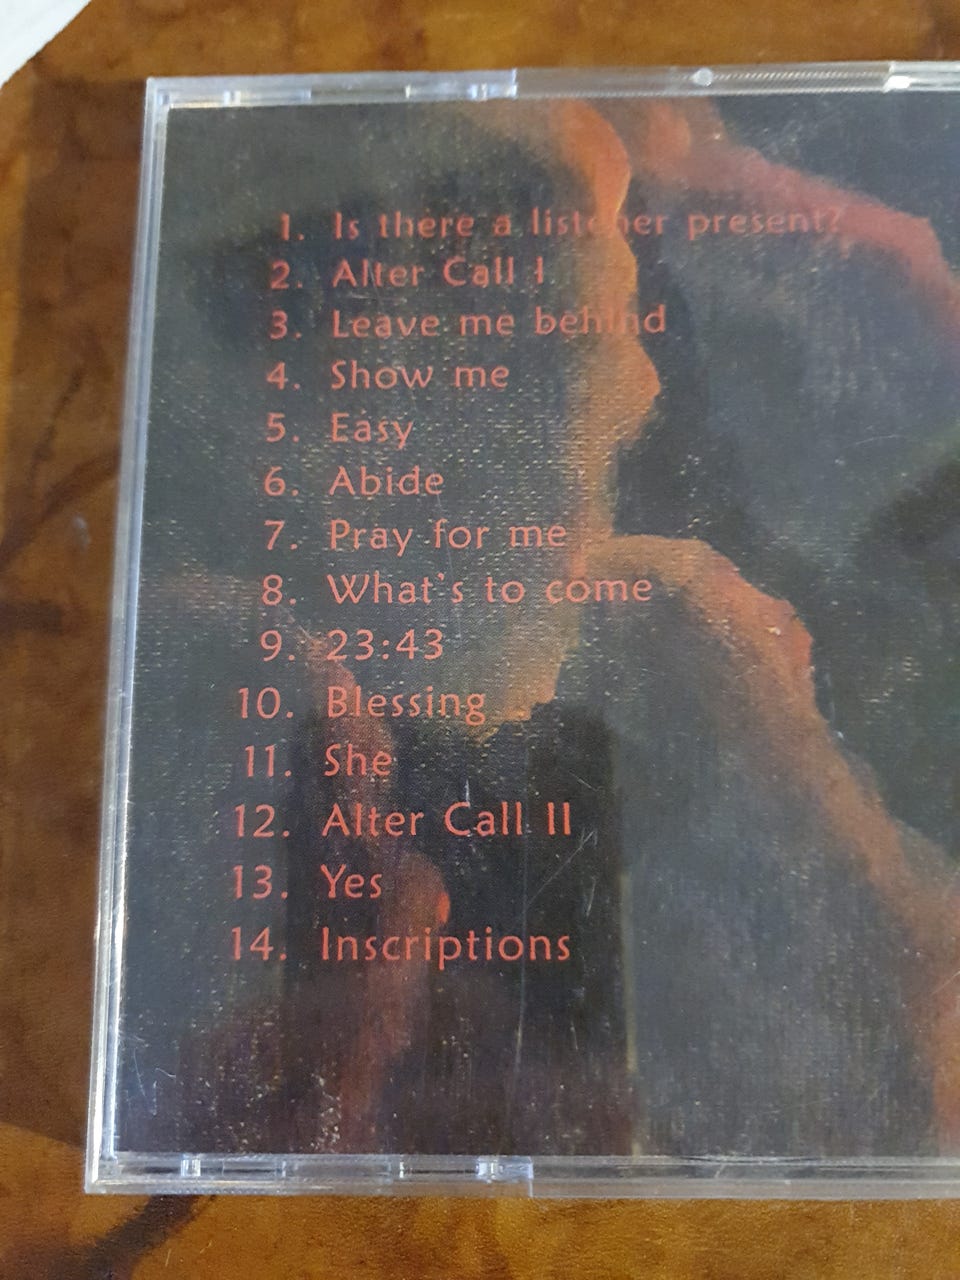 1. Is there a listener present?
2. Alter Call I
3. Leave me behind
4. Show me
5. Easy
6. Abide
7. Pray for me
8. What's to come
9. 23:43
10. Blessing
11. She
12. Alter Call II
13. Yes
14. Inscriptions